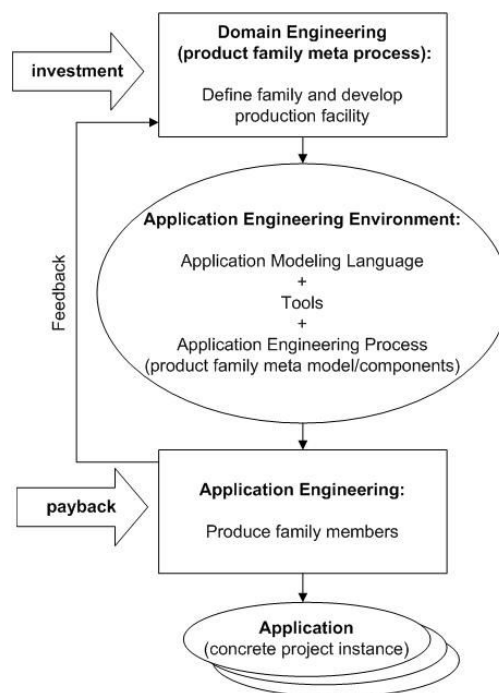 Domain Engineering
(product family meta process):
Define family and develop
production facility
investment
Application Engineering Environment:
Application Modeling Language
+
Tools
+
Application Engineering Process
(product family meta model/components)
Feedback
Application Engineering:
Produce family members
payback
Application
(concrete project instance)